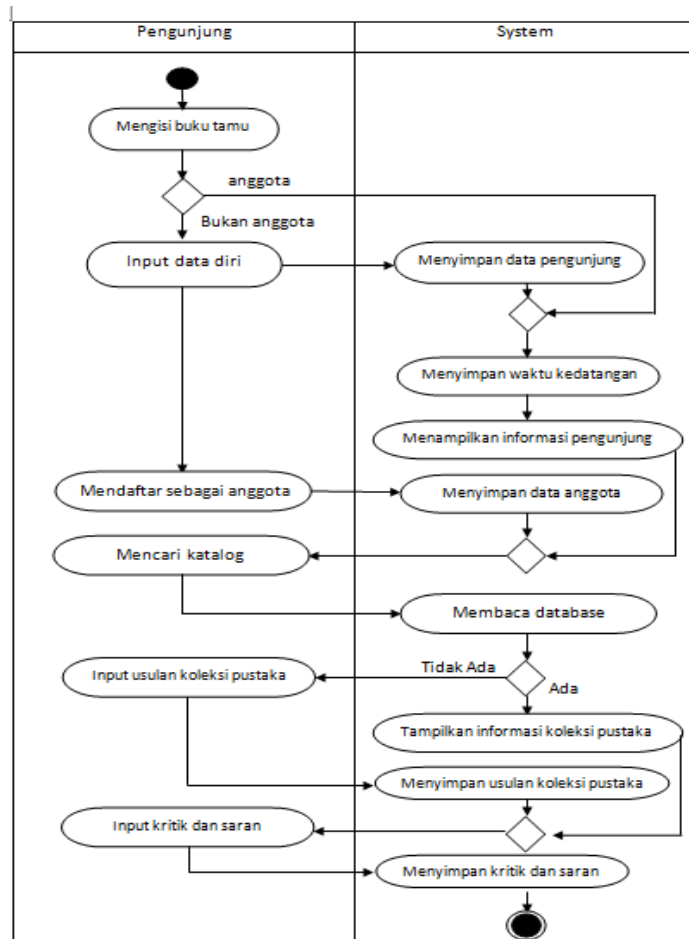 Pengunjung
System
Mengisi buku tamu
anggota
Bukan anggota
Input data diri
Menyimpan data pengunjung
Menyimpan waktu kedatangan
Menampilkan informasi pengunjung
Mendaftar sebagai anggota
Menyimpan data anggota
Mencari katalog
Membaca database
Tidak Ada
Ada
Input usulan koleksi pustaka
Tampilkan informasi koleksi pustaka
Menyimpan usulan koleksi pustaka
Input kritik dan saran
Menyimpan kritik dan saran